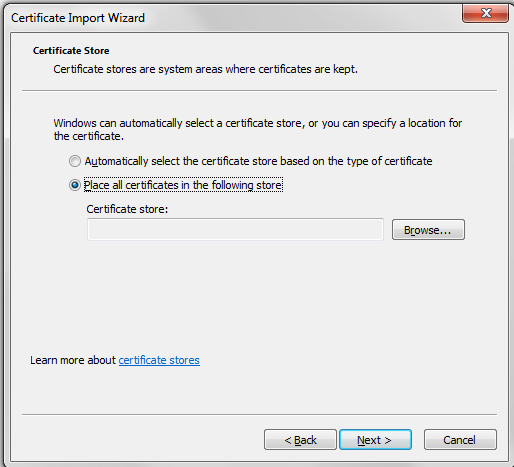 Certificate Import Wizard
Certificate Store
Certificate stores are system areas where certificates are kept.
Windows can automatically select a certificate store, or you can specify a location for
the certificate.
Automatically select the certificate store based on the type of certificate
Place all certificates in the following store
Certificate store:
Browse...
Learn more about certificate stores
< Back
Next >
Cancel